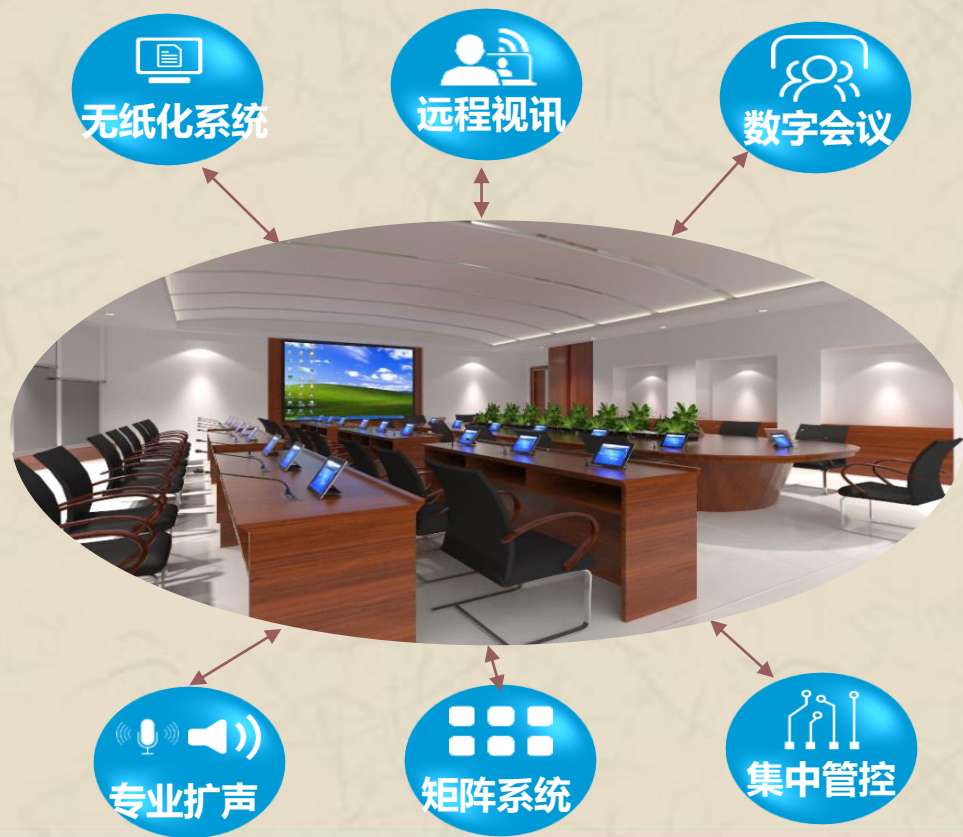 无纸化系统
远程视讯
数字会议
专业扩声
矩阵系统
集中管控